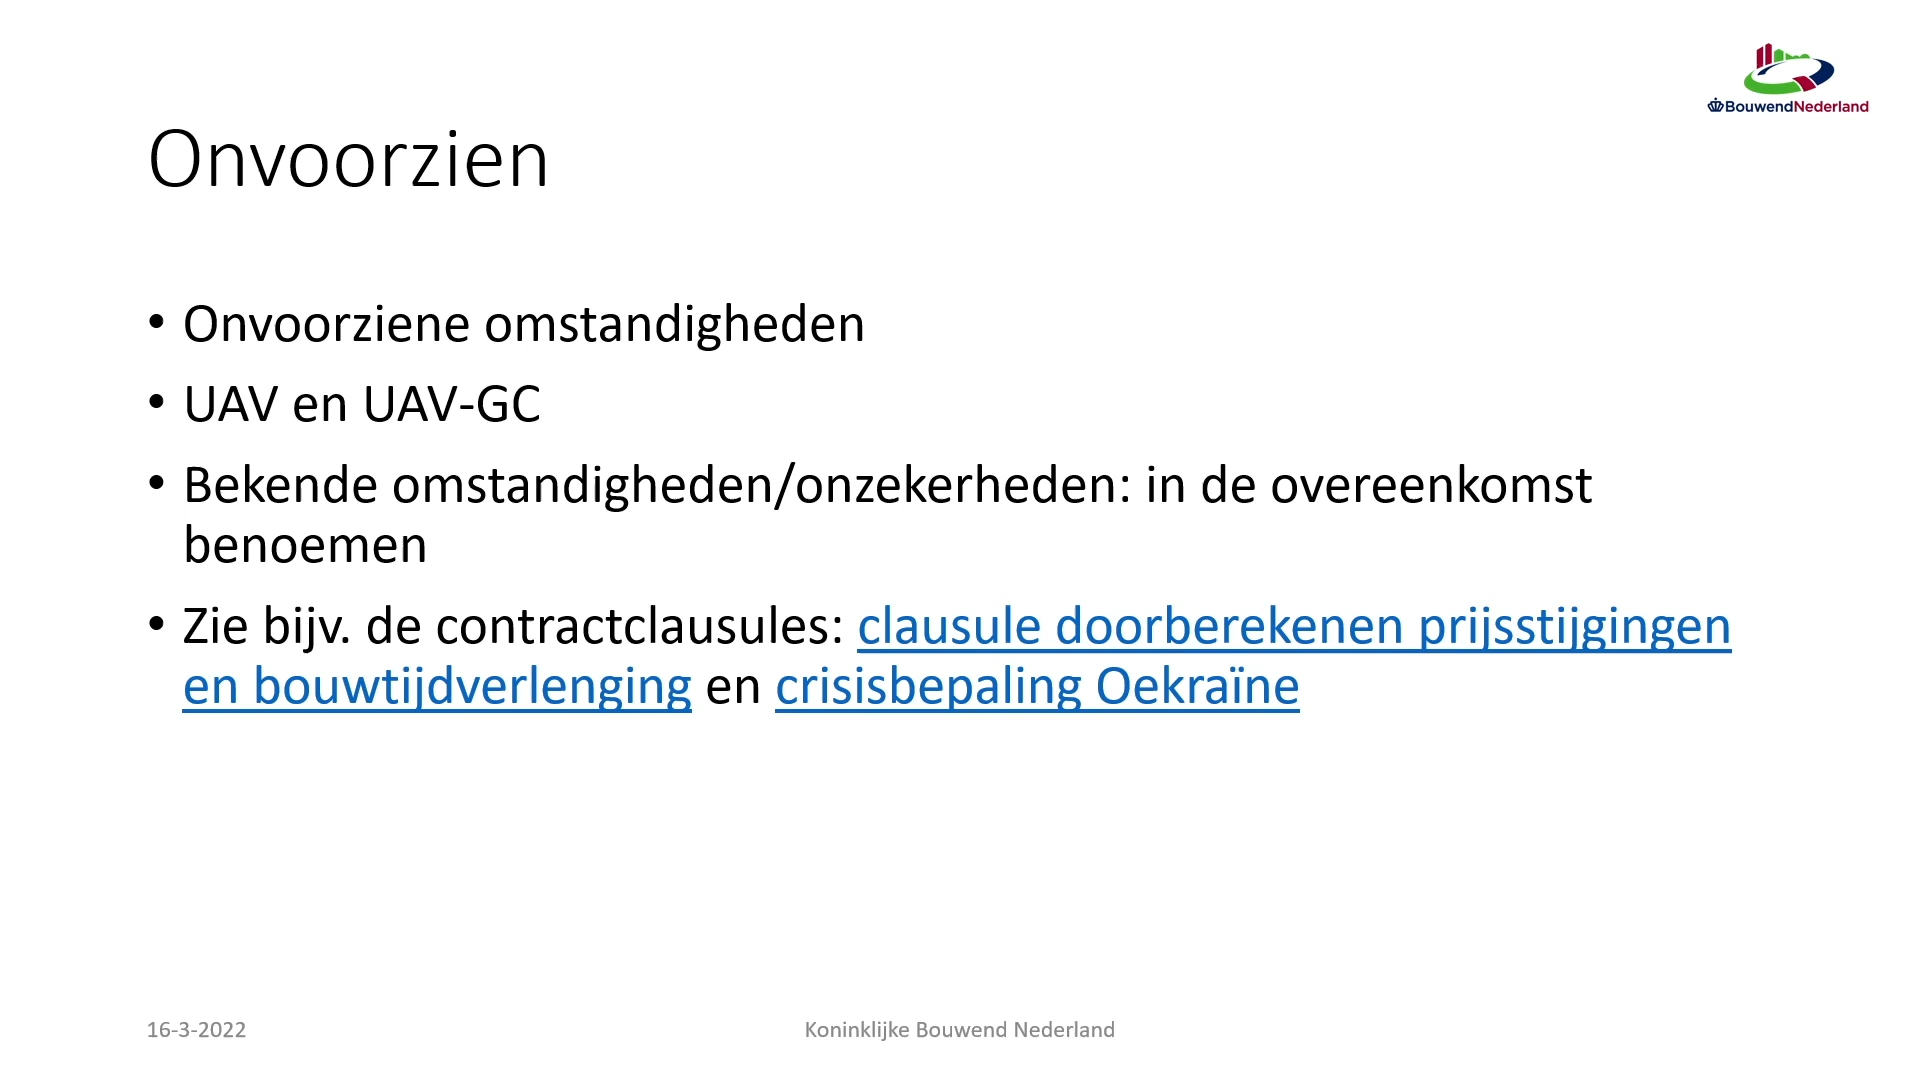 BouwendNederland
Onvoorzien
• Onvoorziene omstandigheden
• UAV en UAV-GC
• Bekende omstandigheden/onzekerheden: in de overeenkomst
benoemen
• Zie bijv. de contractclausules: clausule doorberekenen prijsstijgingen
en bouwtijdverlenging en crisisbepaling Oekraïne
16-3-2022
Koninklijke Bouwend Nederland